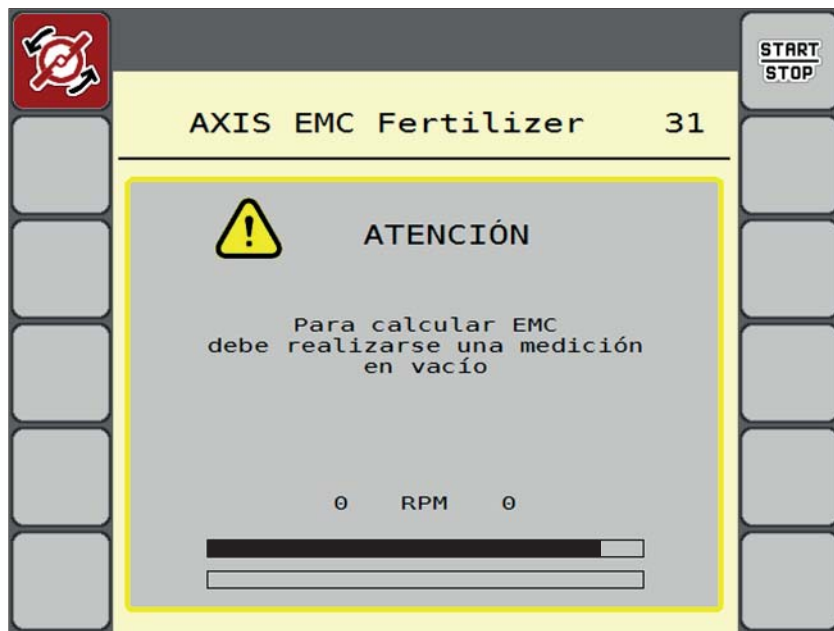 START
STOP
AXIS EMC Fertilizer 31
!
ATENCIÓN
Para calcular EMC
debe realizarse una medición
en vacío
0 RPM 0